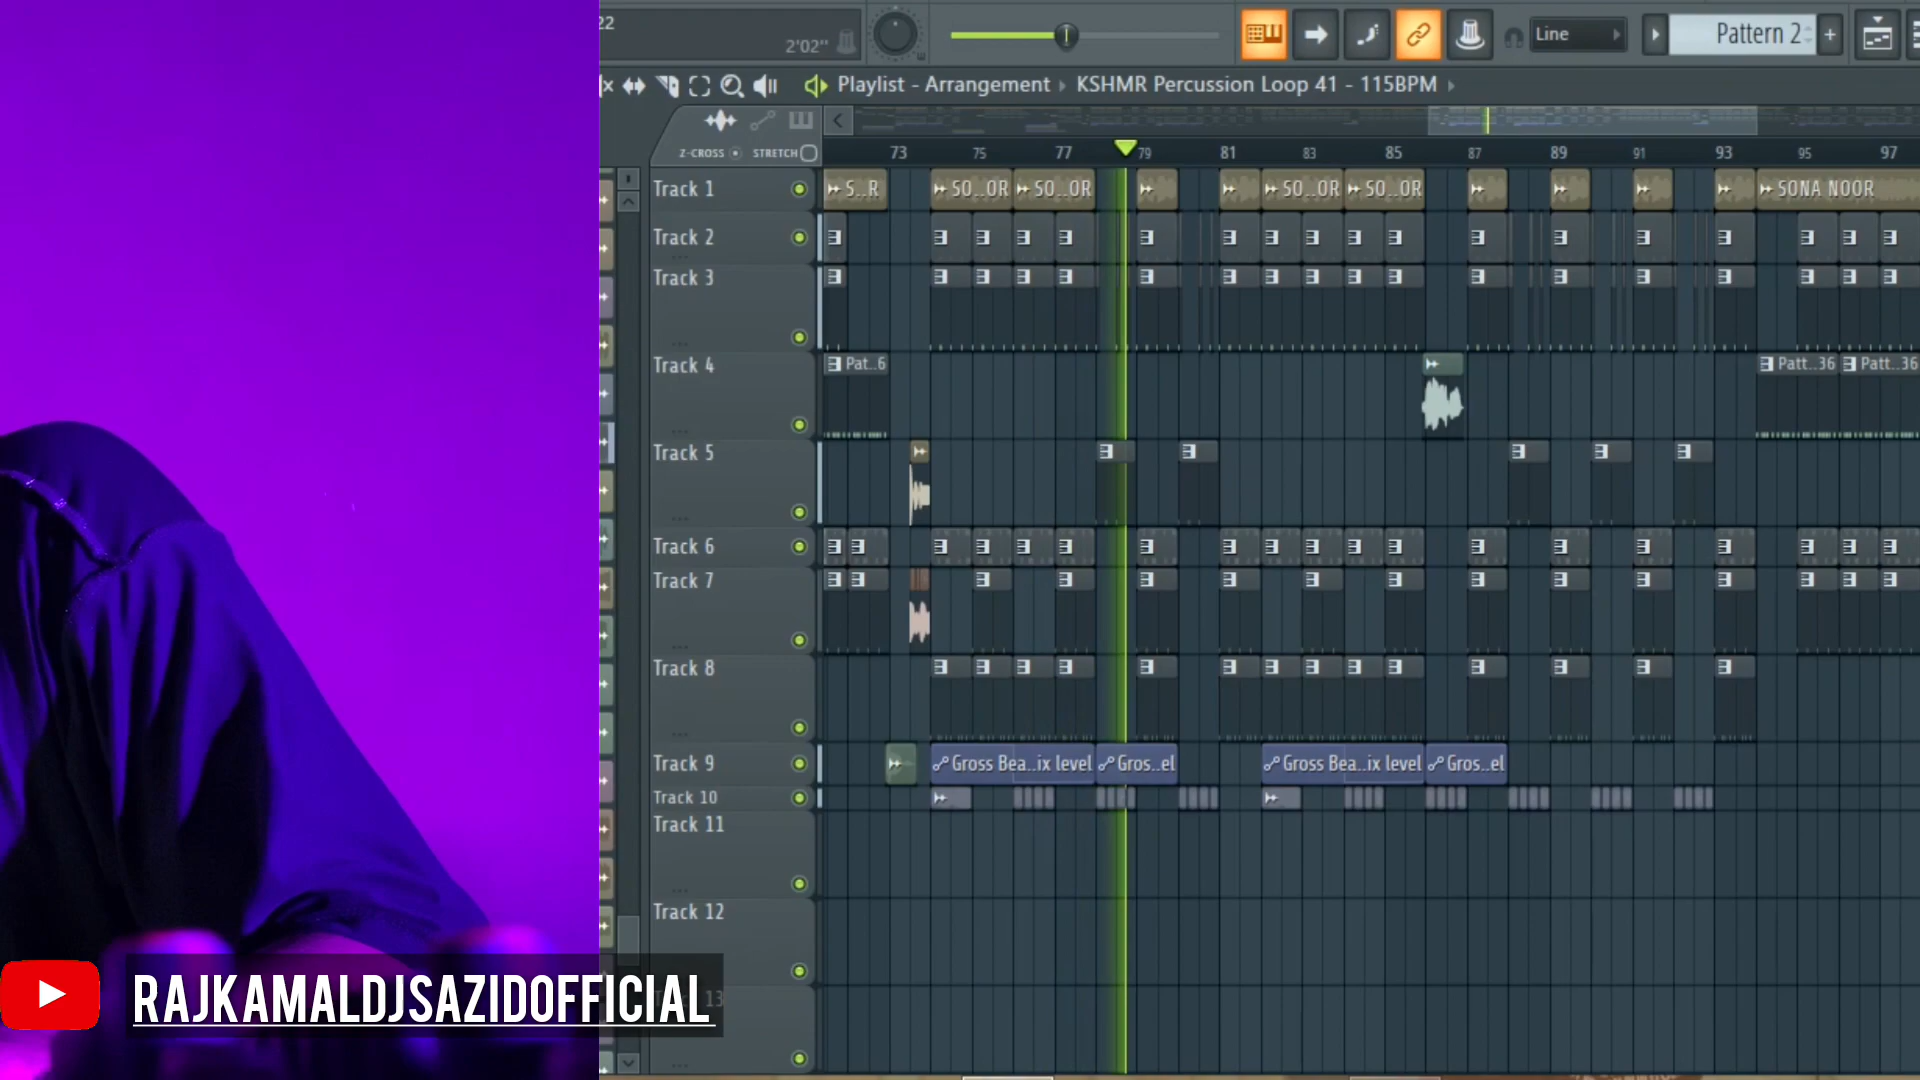 22
2'02"
Line
Pattern 2
+
Playlist - Arrangement ▸ KSHMR Percussion Loop 41 - 115BPM
Z-CROSS STRETCH
73 75 77 79 81 83 85 87 89 91 93 95 97
Track 1
S..R SO..OR SO..OR SO..OR SO..OR SONA NOOR
Track 2
Track 3
Track 4
Pat..6 Patt..36 Patt..36
Track 5
Track 6
Track 7
Track 8
Track 9
Gross Bea..ix level Gros..el Gross Bea..ix level Gros..el
Track 10
Track 11
Track 12
13
RAJKAMALDJSAZIDOFFICIAL